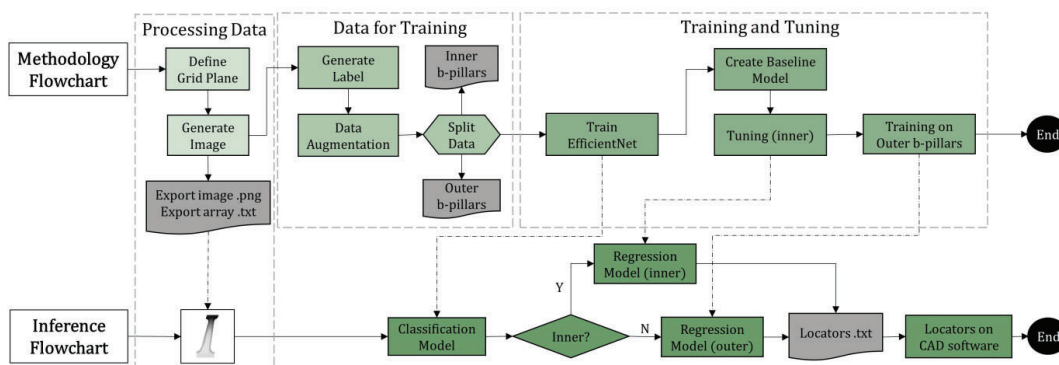 Processing Data
Data for Training
Training and Tuning
Methodology
Flowchart
Define
Grid Plane
Generate
Image
Export image .png
Export array .txt
Generate
Label
Data
Augmentation
Inner
b-pillars
Split
Data
Outer
b-pillars
Train
EfficientNet
Create Baseline
Model
Tuning (inner)
Training on
Outer b-pillars
End
Inference
Flowchart
Classification
Model
Inner?
Y
N
Regression
Model (inner)
Regression
Model (outer)
Locators .txt
Locators on
CAD software
End